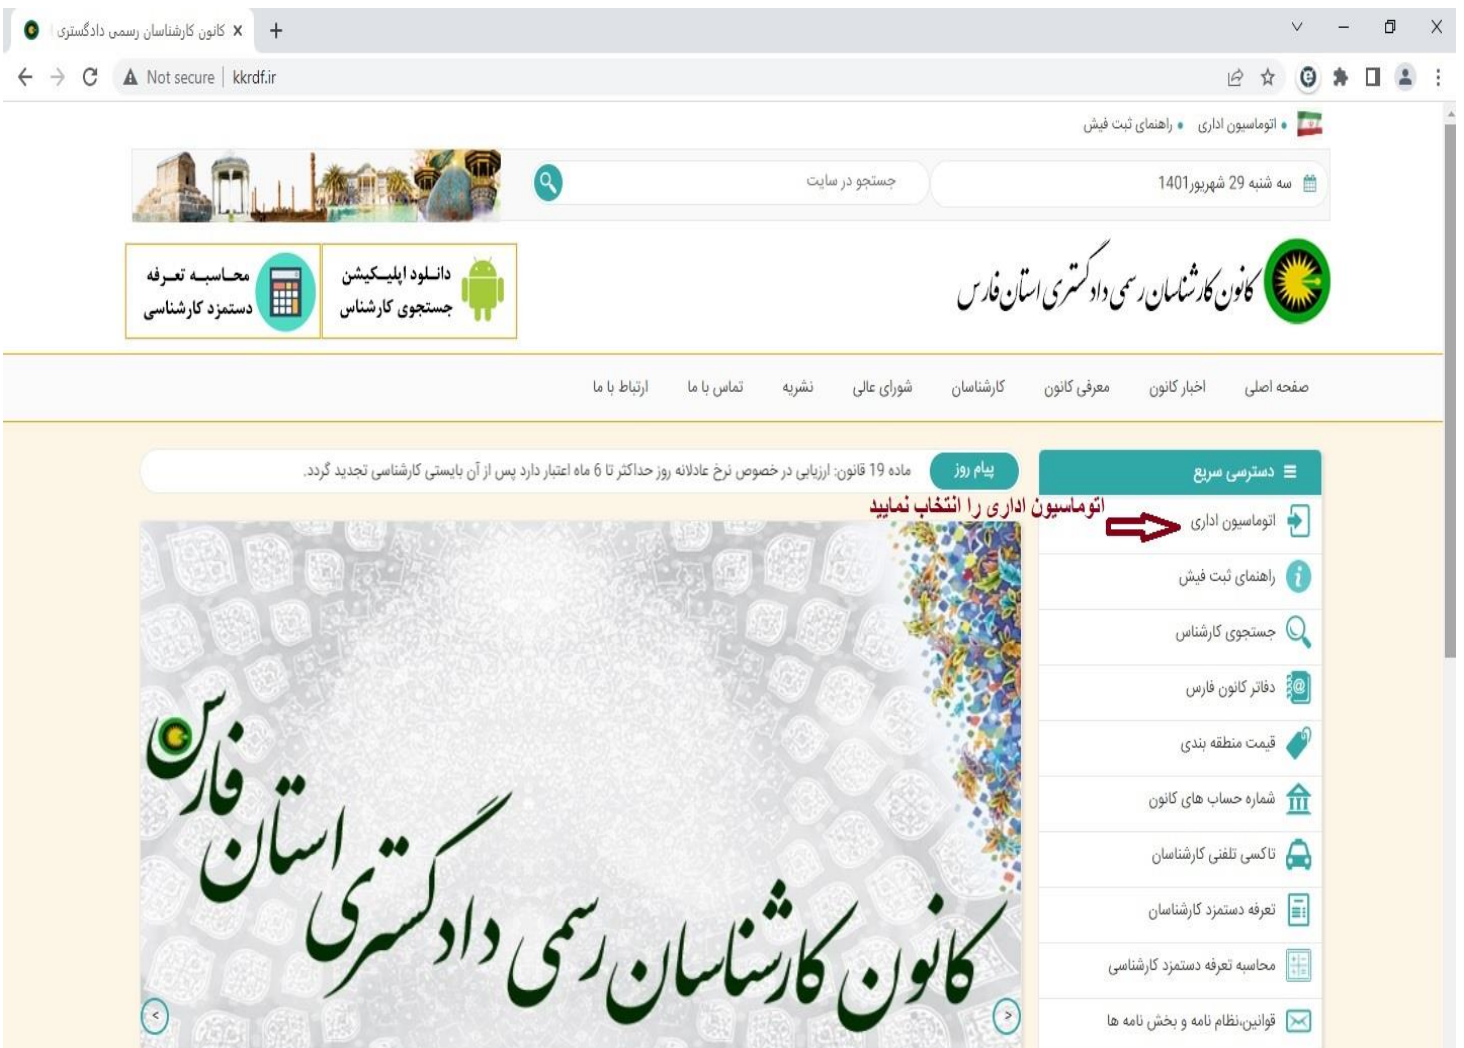 کانون کارشناسان رسمی دادگستری
Not secure | kkrdf.ir
اتوماسیون اداری • راهنمای ثبت فیش
سه شنبه 29 شهریور1401
جستجو در سایت
کانون کارشناسان رسمی دادگستری استان فارس
دانـلود اپلیـکیشن
جستجوی کارشناس
محـاسبـه تعـرفه
دستمزد کارشناسی
صفحه اصلی اخبار کانون معرفی کانون کارشناسان شورای عالی نشریه تماس با ما ارتباط با ما
دسترسی سریع
پیام روز
ماده 19 قانون: ارزیابی در خصوص نرخ عادلانه روز حداکثر تا 6 ماه اعتبار دارد پس از آن بایستی کارشناسی تجدید گردد.
اتوماسیون اداری
اتوماسیون اداری را انتخاب نمایید
راهنمای ثبت فیش
جستجوی کارشناس
دفاتر کانون فارس
قیمت منطقه بندی
شماره حساب های کانون
تاکسی تلفنی کارشناسان
تعرفه دستمزد کارشناسان
محاسبه تعرفه دستمزد کارشناسی
قوانین،نظام نامه و بخش نامه ها
کانون کارشناسان رسمی دادگستری استان فارس